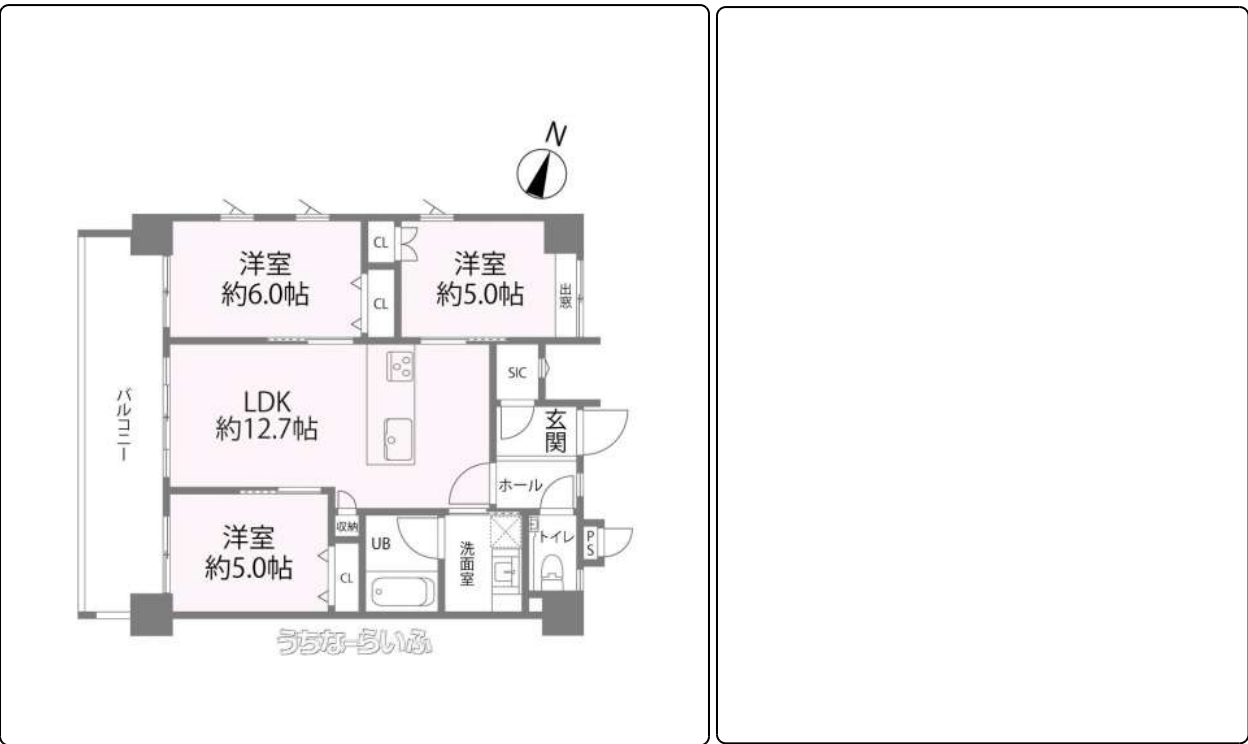 N
洋室
約6.0帖
CL
CL
洋室
約5.0帖
出窓
バルコニー
LDK
約12.7帖
SIC
玄関
ホール
洋室
約5.0帖
収納
CL
UB
洗面室
トイレ
PS
うちなーらいふ